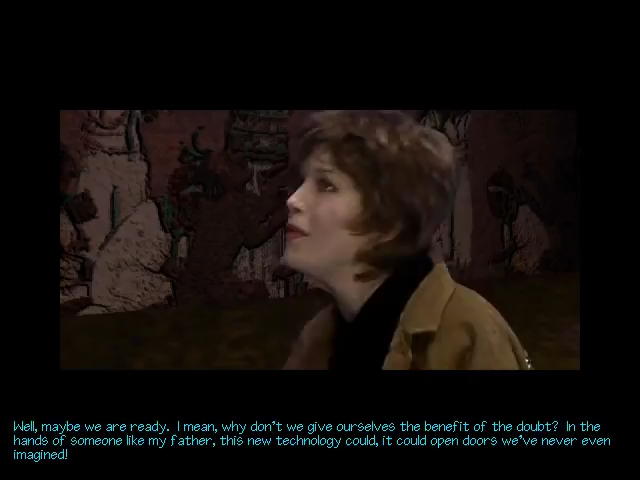 Well, maybe we are ready.  I mean, why don't we give ourselves the benefit of the doubt?  In the
hands of someone like my father, this new technology could, it could open doors we've never even
imagined!